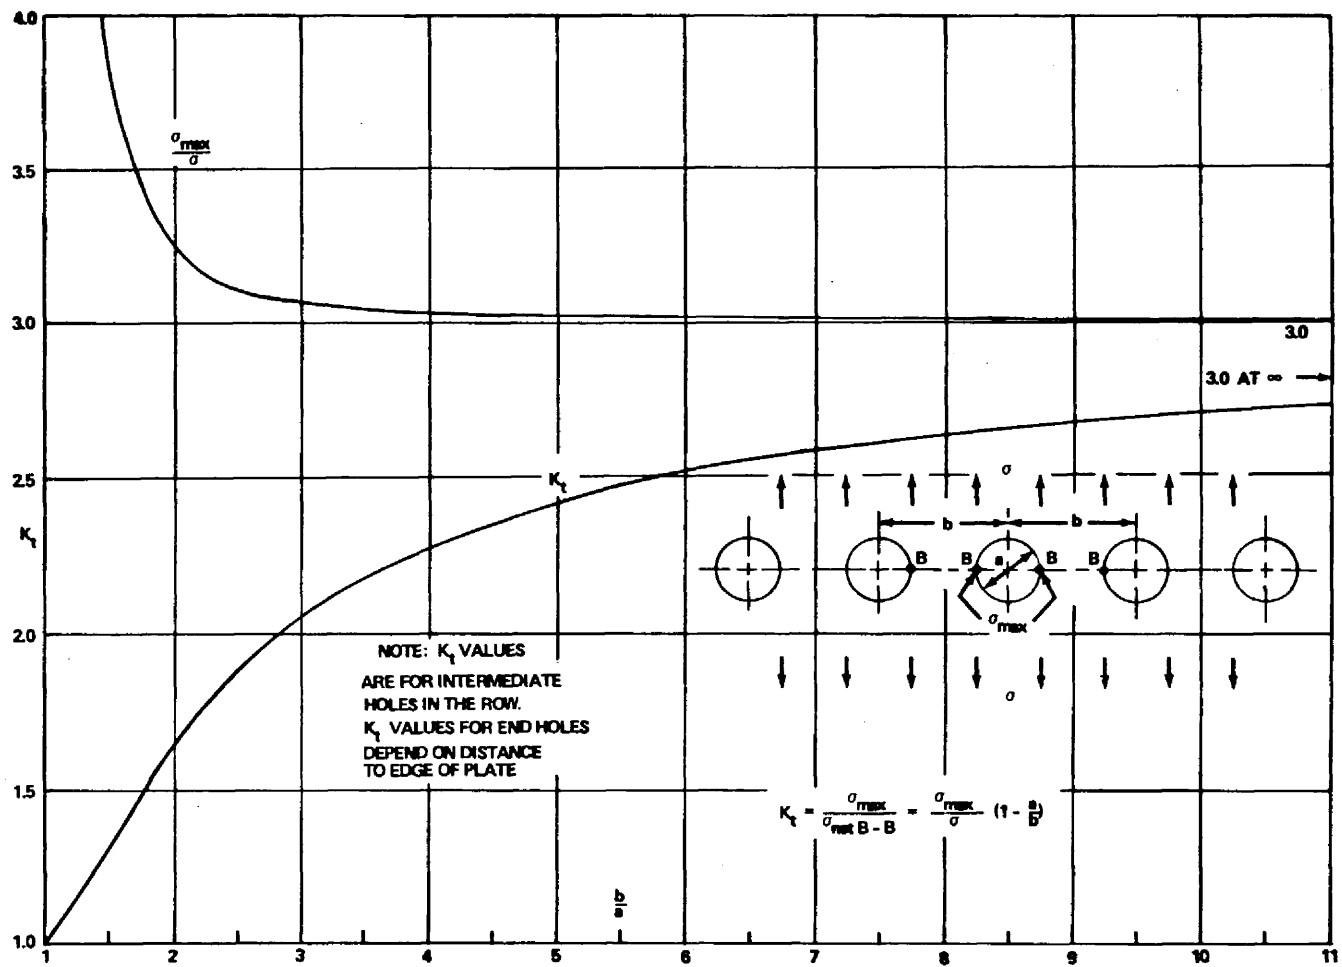 4.0
σmax
σ
3.5
3.0
3.0
3.0 AT ∞
2.5
Kt
σ
Kt
b
b
B
B
a
B
B
σmax
2.0
NOTE: Kt VALUES
ARE FOR INTERMEDIATE
HOLES IN THE ROW.
Kt VALUES FOR END HOLES
DEPEND ON DISTANCE
TO EDGE OF PLATE
σ
1.5
Kt = σmax / σnet B - B = σmax / σ (1 - a/b)
b
a
1.0
1 2 3 4 5 6 7 8 9 10 11